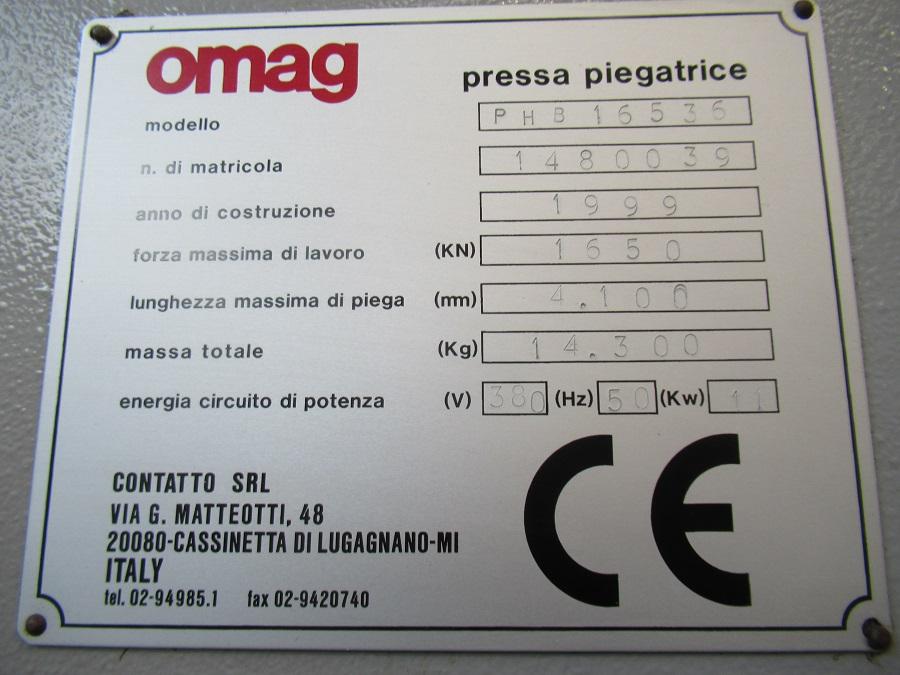 omag
pressa piegatrice
modello PHB16536
n. di matricola 1480039
anno di costruzione 1999
forza massima di lavoro (KN) 1650
lunghezza massima di piega (mm) 4.100
massa totale (Kg) 14.300
energia circuito di potenza (V) 380 (Hz) 50 (Kw) 11
CONTATTO SRL
VIA G. MATTEOTTI, 48
20080-CASSINETTA DI LUGAGNANO-MI
ITALY
tel. 02-94985.1 fax 02-9420740
CE